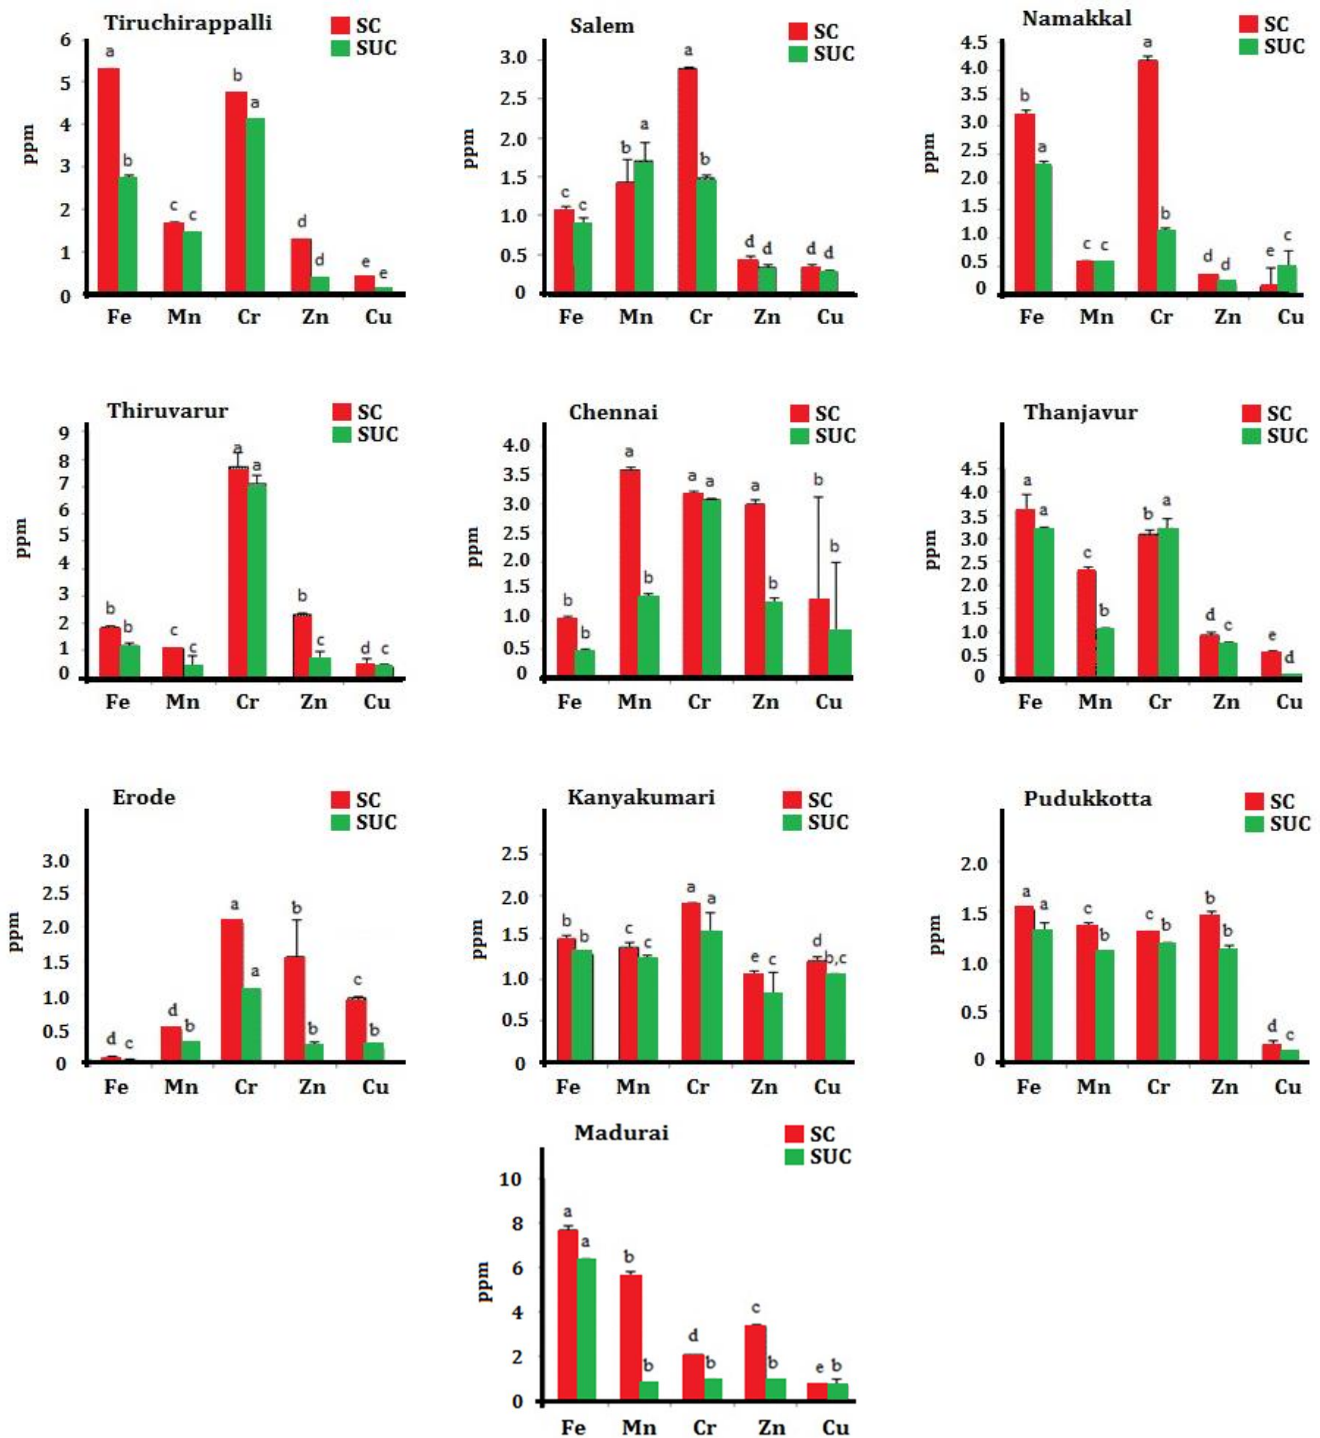 Tiruchirappalli
SC
SUC
ppm
6
5
4
3
2
1
0
a
b
c
c
b
a
d
d
e
e
Fe Mn Cr Zn Cu
Salem
SC
SUC
ppm
3.0
2.5
2.0
1.5
1.0
0.5
0
c
c
b
a
a
b
d
d
d
d
Fe Mn Cr Zn Cu
Namakkal
SC
SUC
ppm
4.5
4.0
3.5
3.0
2.5
2.0
1.5
1.0
0.5
0
b
a
c
c
a
b
d
d
e
c
Fe Mn Cr Zn Cu
Thiruvarur
SC
SUC
ppm
9
8
7
6
5
4
3
2
1
0
b
b
c
c
a
a
b
c
d
c
Fe Mn Cr Zn Cu
Chennai
SC
SUC
ppm
4.0
3.5
3.0
2.5
2.0
1.5
1.0
0.5
0
b
b
a
b
a
a
a
b
b
b
Fe Mn Cr Zn Cu
Thanjavur
SC
SUC
ppm
4.5
4.0
3.5
3.0
2.5
2.0
1.5
1.0
0.5
0
a
a
c
b
b
a
d
c
e
d
Fe Mn Cr Zn Cu
Erode
SC
SUC
ppm
3.0
2.5
2.0
1.5
1.0
0.5
0
d
c
d
b
a
a
b
b
c
b
Fe Mn Cr Zn Cu
Kanyakumari
SC
SUC
ppm
2.5
2.0
1.5
1.0
0.5
0
b
b
c
c
a
a
e
c
d
b,c
Fe Mn Cr Zn Cu
Pudukkotta
SC
SUC
ppm
2.0
1.5
1.0
0.5
0
a
a
c
b
c
b
b
b
d
c
Fe Mn Cr Zn Cu
Madurai
SC
SUC
ppm
10
8
6
4
2
0
a
a
b
b
d
b
c
b
e
b
Fe Mn Cr Zn Cu